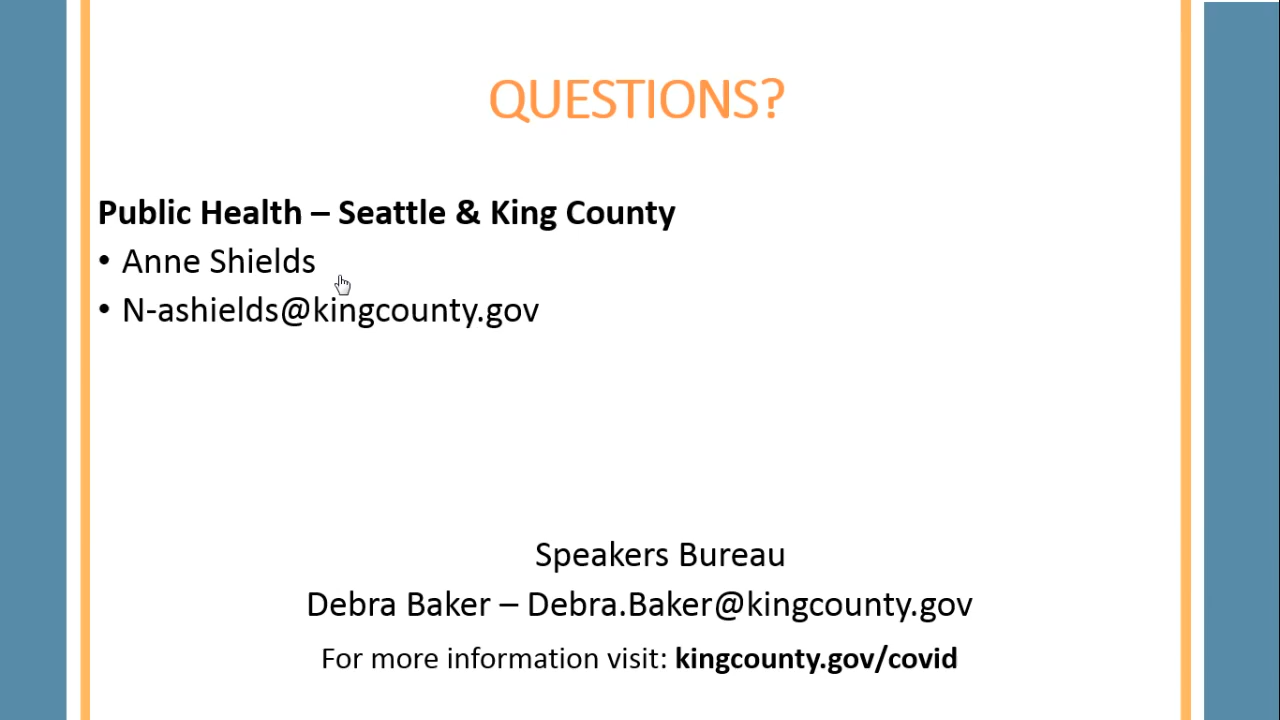 QUESTIONS?
Public Health – Seattle & King County
• Anne Shields
• N-ashields@kingcounty.gov
Speakers Bureau
Debra Baker – Debra.Baker@kingcounty.gov
For more information visit: kingcounty.gov/covid